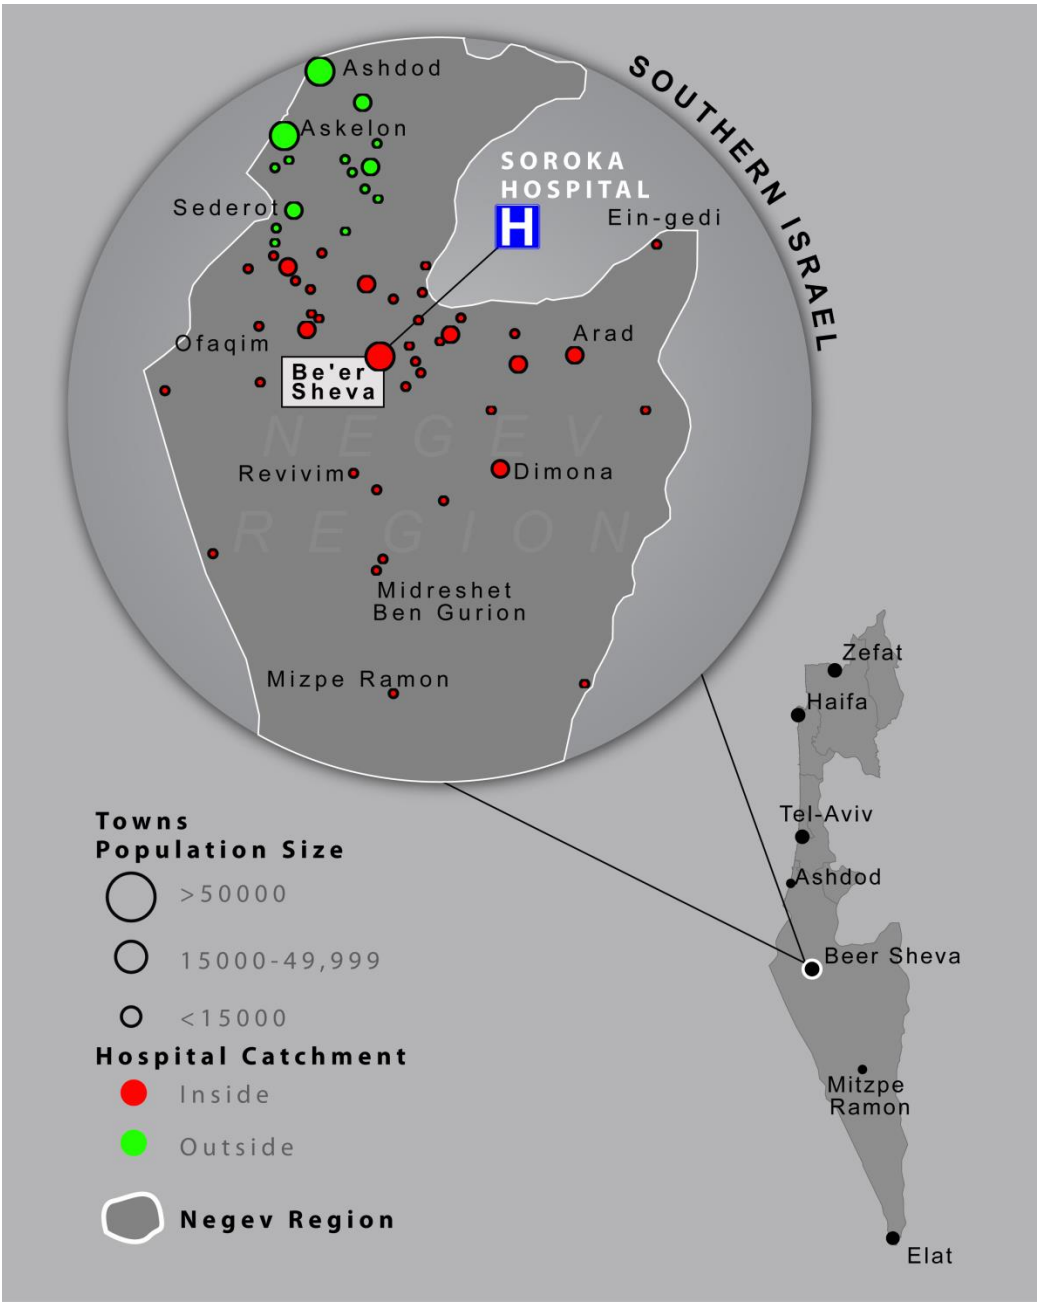 SOUTHERN ISRAEL
Ashdod
Askelon
SOROKA
HOSPITAL
H
Sederot
Ein-gedi
Ofaqim
Arad
Be'er
Sheva
NEGEV
REGION
Revivim
Dimona
Midreshet
Ben Gurion
Mizpe Ramon
Zefat
Haifa
Tel-Aviv
Ashdod
Beer Sheva
Mitzpe
Ramon
Elat
Towns
Population Size
>50000
15000-49,999
<15000
Hospital Catchment
Inside
Outside
Negev Region